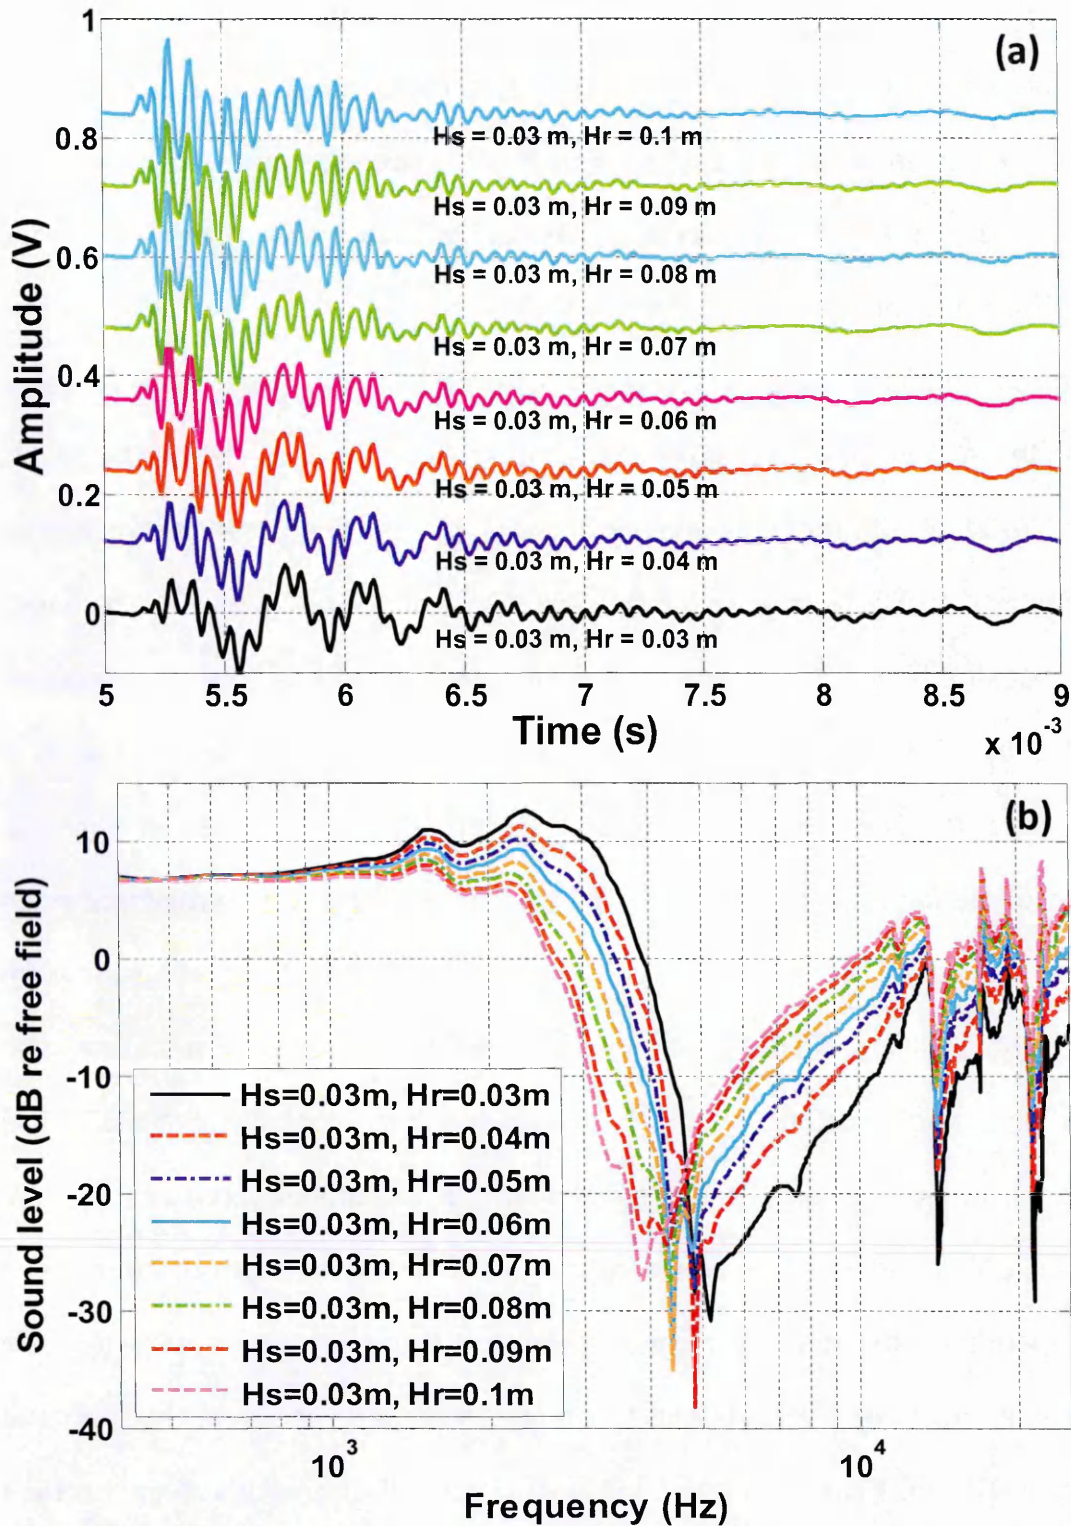 (a)
Amplitude (V)
1
0.8
0.6
0.4
0.2
0
Hs = 0.03 m, Hr = 0.1 m
Hs = 0.03 m, Hr = 0.09 m
Hs = 0.03 m, Hr = 0.08 m
Hs = 0.03 m, Hr = 0.07 m
Hs = 0.03 m, Hr = 0.06 m
Hs = 0.03 m, Hr = 0.05 m
Hs = 0.03 m, Hr = 0.04 m
Hs = 0.03 m, Hr = 0.03 m
5 5.5 6 6.5 7 7.5 8 8.5 9
Time (s)
x 10-3
(b)
Sound level (dB re free field)
10
0
-10
-20
-30
-40
Hs=0.03m, Hr=0.03m
Hs=0.03m, Hr=0.04m
Hs=0.03m, Hr=0.05m
Hs=0.03m, Hr=0.06m
Hs=0.03m, Hr=0.07m
Hs=0.03m, Hr=0.08m
Hs=0.03m, Hr=0.09m
Hs=0.03m, Hr=0.1m
10 3 10 4
Frequency (Hz)